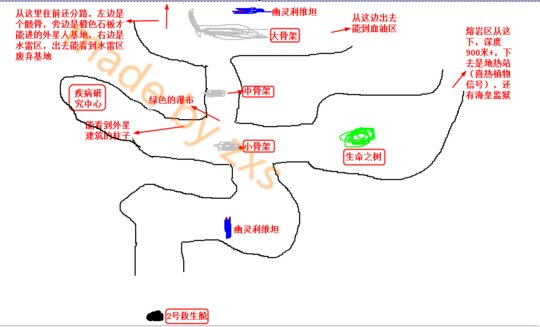 从这里往前还分路，左边是
个骸骨，旁边是橙色石板才
能进的外星人基地。右边是
水雷区，出去能看到水雷区
废弃基地
幽灵利维坦
大骨架
从这边出去
能到血油区
熔岩区从这
下，深度
900米+，下
去是地热站
（喜热植物
信号），还
有海皇监狱
疾病研
究中心
绿色的瀑布
中骨架
能看到外星
建筑的柱子
小骨架
生命之树
幽灵利维坦
2号救生艙
made by zxs